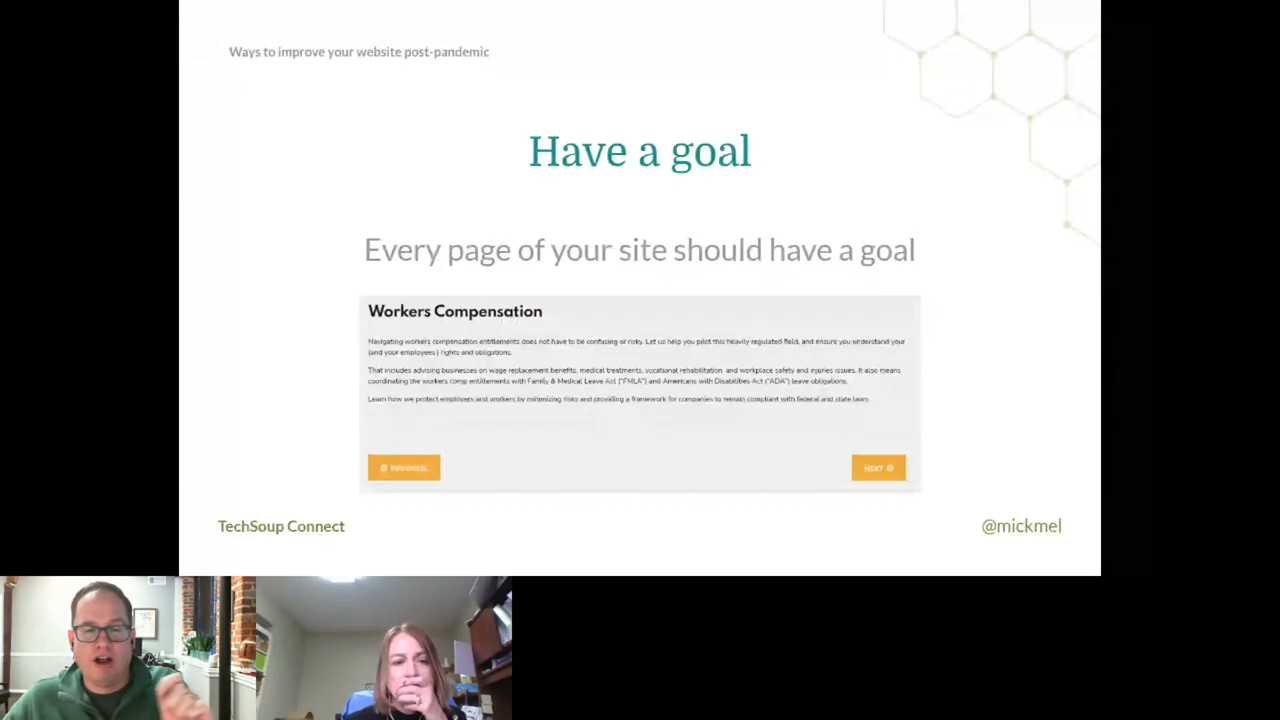 Ways to improve your website post-pandemic
Have a goal
Every page of your site should have a goal
Workers Compensation
Navigating workers compensation entitlements does not have to be confusing or risky. Let us help you pilot this heavily regulated field, and ensure you understand your
(and your employees') rights and obligations.
That includes advising businesses on wage replacement benefits, medical treatments, vocational rehabilitation, and workplace safety and injuries issues. It also means
coordinating the workers comp entitlements with Family & Medical Leave Act ("FMLA") and Americans with Disabilities Act ("ADA") leave obligations.
Learn how we protect employers and workers by minimizing risks and providing a framework for companies to remain compliant with federal and state laws.
PREVIOUS
NEXT
TechSoup Connect
@mickmel